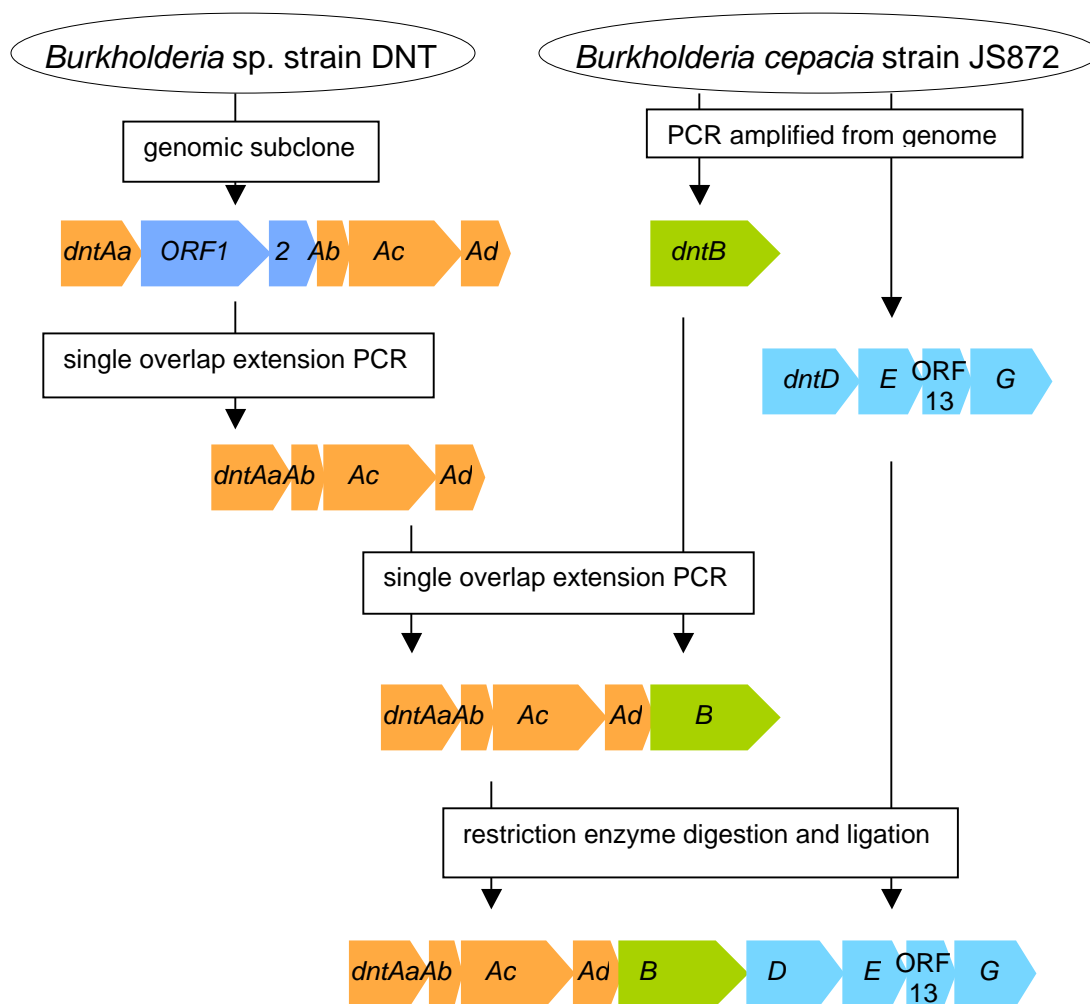 Burkholderia sp. strain DNT
Burkholderia cepacia strain JS872
genomic subclone
PCR amplified from genome
dntAa ORF1 2 Ab Ac Ad
dntB
single overlap extension PCR
dntD E ORF 13 G
dntAaAb Ac Ad
single overlap extension PCR
dntAaAb Ac Ad B
restriction enzyme digestion and ligation
dntAaAb Ac Ad B D E ORF 13 G